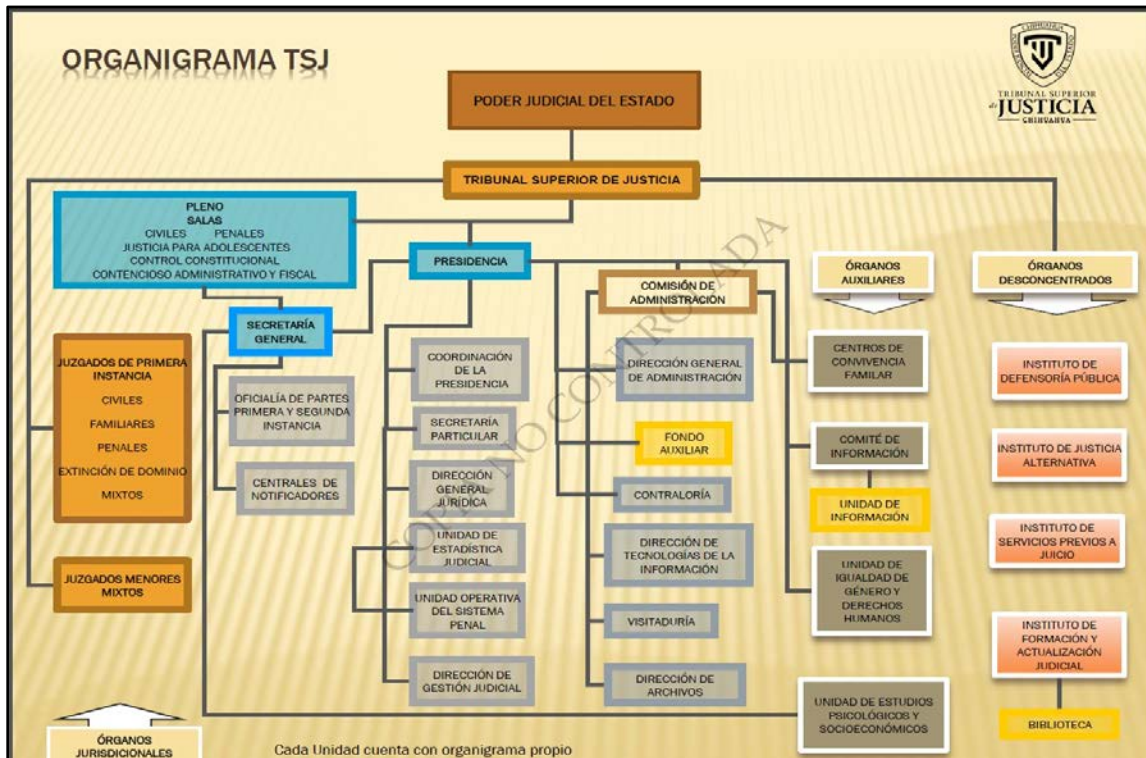 ORGANIGRAMA TSJ
CHIHUAHUA
TRIBUNAL SUPERIOR
de JUSTICIA
CHIHUAHUA
PODER JUDICIAL DEL ESTADO
TRIBUNAL SUPERIOR DE JUSTICIA
PLENO
SALAS
CIVILES PENALES
JUSTICIA PARA ADOLESCENTES
CONTROL CONSTITUCIONAL
CONTENCIOSO ADMINISTRATIVO Y FISCAL
PRESIDENCIA
SECRETARÍA
GENERAL
JUZGADOS DE PRIMERA
INSTANCIA
CIVILES
FAMILIARES
PENALES
EXTINCIÓN DE DOMINIO
MIXTOS
JUZGADOS MENORES
MIXTOS
ÓRGANOS
JURISDICIONALES
OFICIALÍA DE PARTES
PRIMERA Y SEGUNDA
INSTANCIA
CENTRALES DE
NOTIFICADORES
COORDINACIÓN
DE LA
PRESIDENCIA
SECRETARÍA
PARTICULAR
DIRECCIÓN
GENERAL
JURÍDICA
UNIDAD DE
ESTADÍSTICA
JUDICIAL
UNIDAD OPERATIVA
DEL SISTEMA
PENAL
DIRECCIÓN DE
GESTIÓN JUDICIAL
COMISIÓN DE
ADMINISTRACIÓN
DIRECCIÓN GENERAL
DE ADMINISTRACIÓN
FONDO
AUXILIAR
CONTRALORÍA
DIRECCIÓN DE
TECNOLOGÍAS DE LA
INFORMACIÓN
VISITADURÍA
DIRECCIÓN DE
ARCHIVOS
ÓRGANOS
AUXILIARES
CENTROS DE
CONVIVENCIA
FAMILAR
COMITÉ DE
INFORMACIÓN
UNIDAD DE
INFORMACIÓN
UNIDAD DE
IGUALDAD DE
GÉNERO Y
DERECHOS
HUMANOS
UNIDAD DE ESTUDIOS
PSICOLÓGICOS Y
SOCIOECONÓMICOS
ÓRGANOS
DESCONCENTRADOS
INSTITUTO DE
DEFENSORÍA PÚBLICA
INSTITUTO DE JUSTICIA
ALTERNATIVA
INSTITUTO DE
SERVICIOS PREVIOS A
JUICIO
INSTITUTO DE
FORMACIÓN Y
ACTUALIZACIÓN
JUDICIAL
BIBLIOTECA
Cada Unidad cuenta con organigrama propio
COPIA NO CONTROLADA